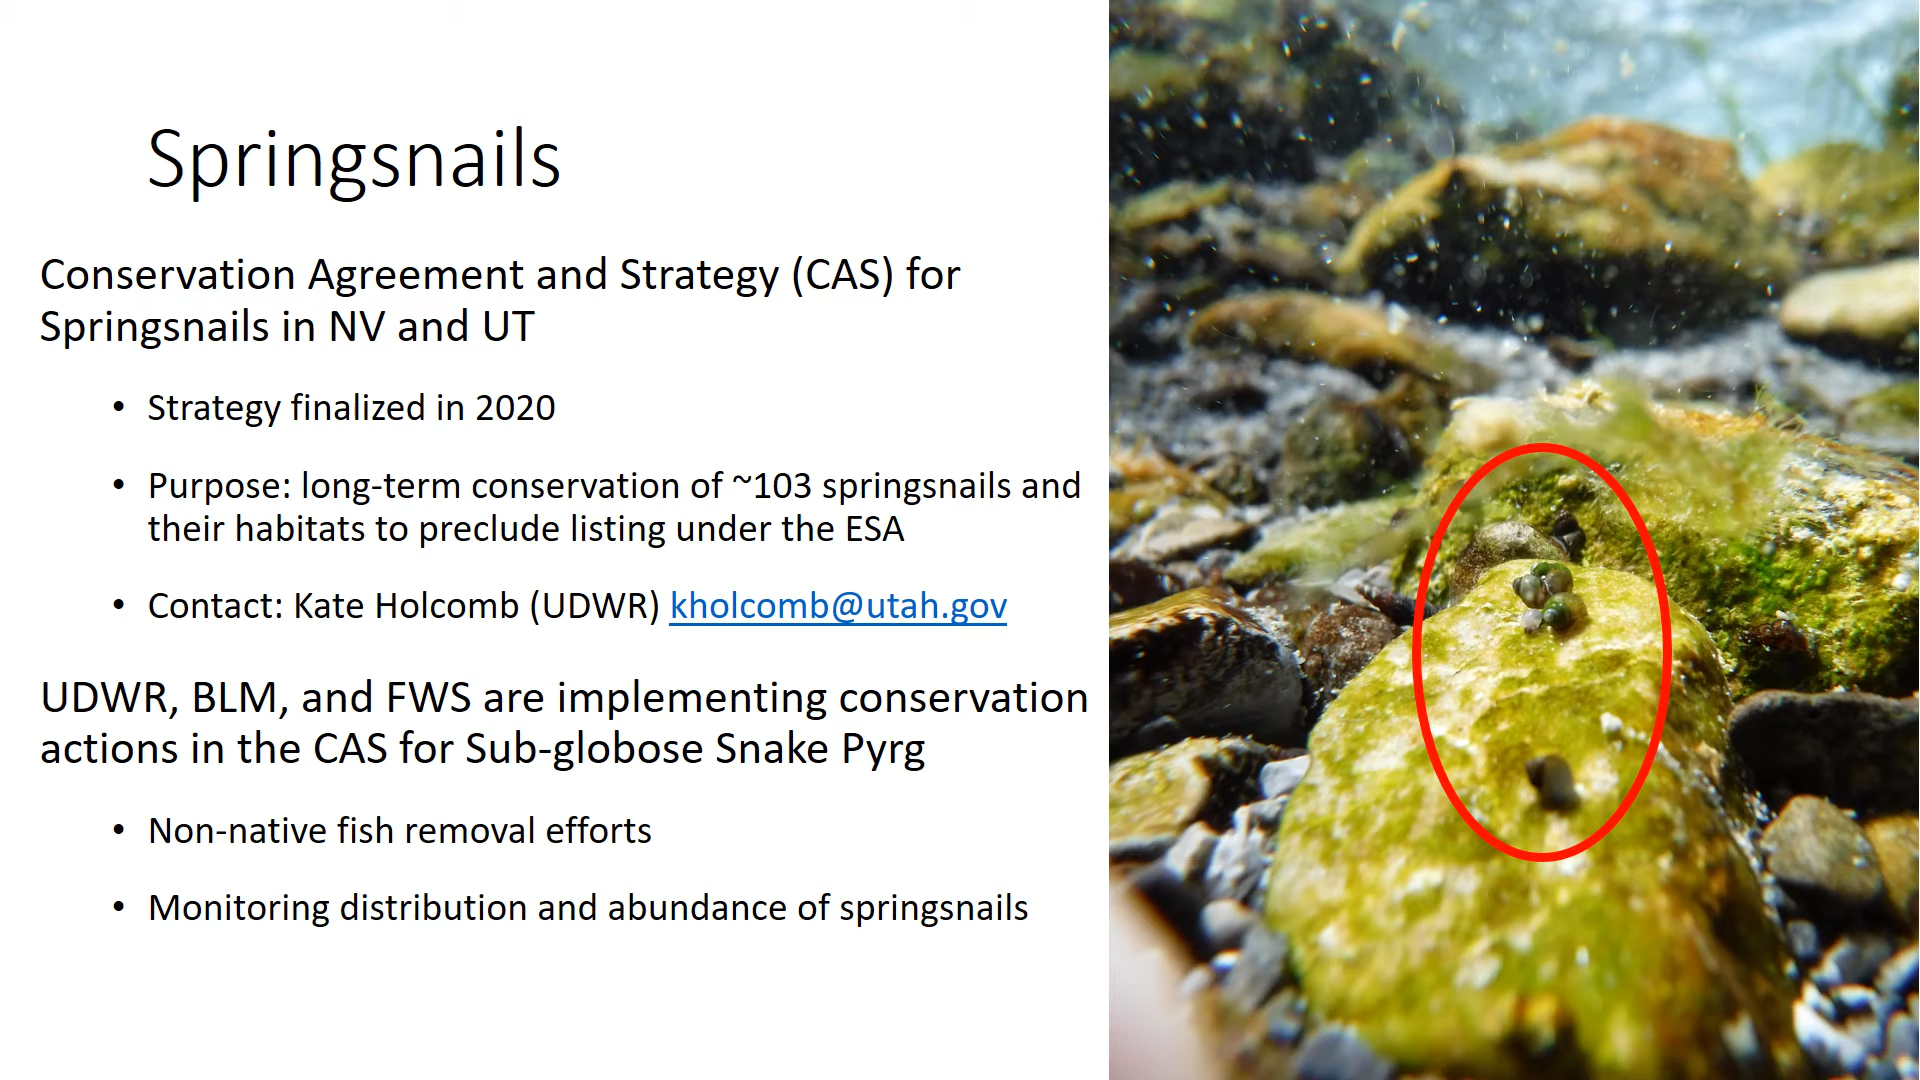 Springsnails
Conservation Agreement and Strategy (CAS) for
Springsnails in NV and UT
• Strategy finalized in 2020
• Purpose: long-term conservation of ~103 springsnails and
their habitats to preclude listing under the ESA
• Contact: Kate Holcomb (UDWR) kholcomb@utah.gov
UDWR, BLM, and FWS are implementing conservation
actions in the CAS for Sub-globose Snake Pyrg
• Non-native fish removal efforts
• Monitoring distribution and abundance of springsnails